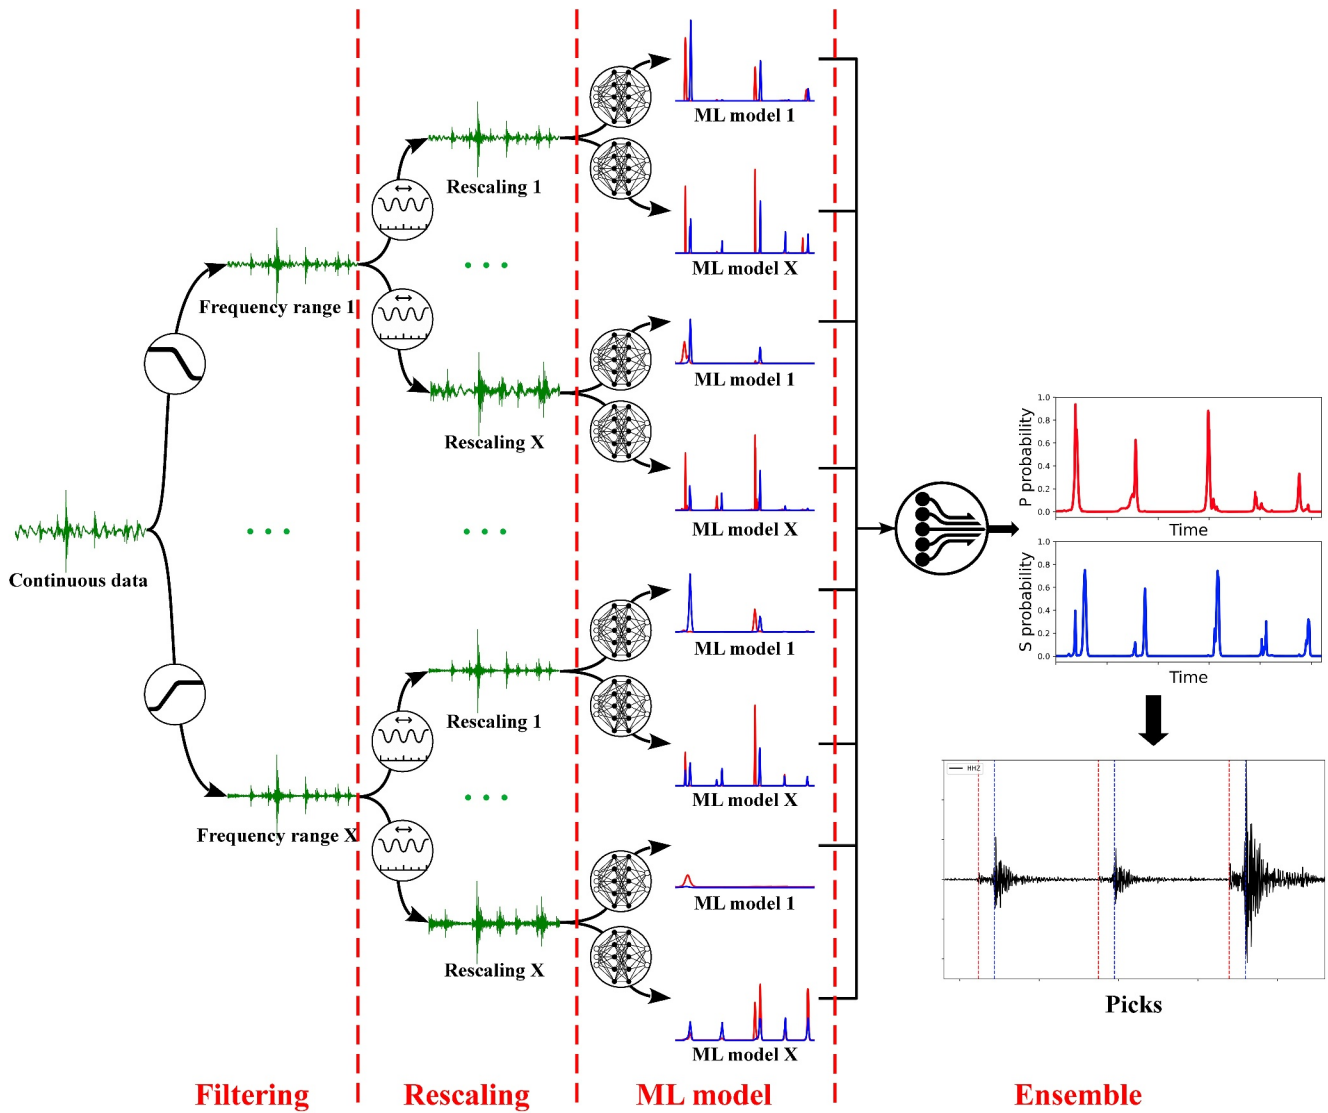 ML model 1
Rescaling 1
ML model X
Frequency range 1
ML model 1
Rescaling X
ML model X
Continuous data
ML model 1
Rescaling 1
ML model X
Frequency range X
ML model 1
Rescaling X
ML model X
P probability
1.0
0.8
0.6
0.4
0.2
0.0
Time
S probability
1.0
0.8
0.6
0.4
0.2
0.0
Time
HHZ
Picks
Filtering
Rescaling
ML model
Ensemble